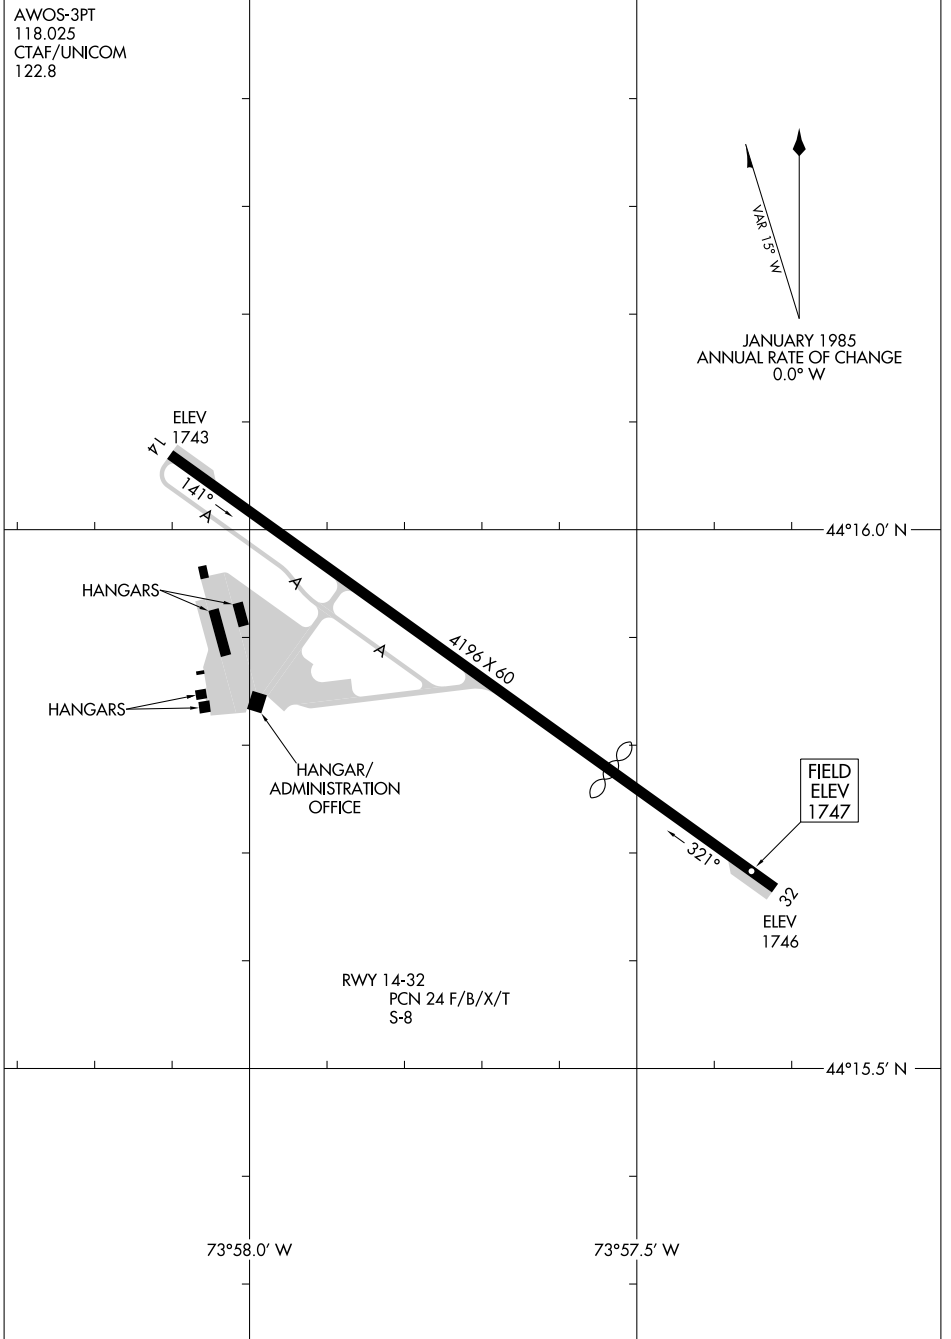 AWOS-3PT
118.025
CTAF/UNICOM
122.8
VAR 15° W
JANUARY 1985
ANNUAL RATE OF CHANGE
0.0° W
ELEV
1743
14
141°
A
44°16.0' N
A
HANGARS
A
4196 X 60
HANGARS
HANGAR/
ADMINISTRATION
OFFICE
FIELD
ELEV
1747
321°
32
ELEV
1746
RWY 14-32
PCN 24 F/B/X/T
S-8
44°15.5' N
73°58.0' W
73°57.5' W